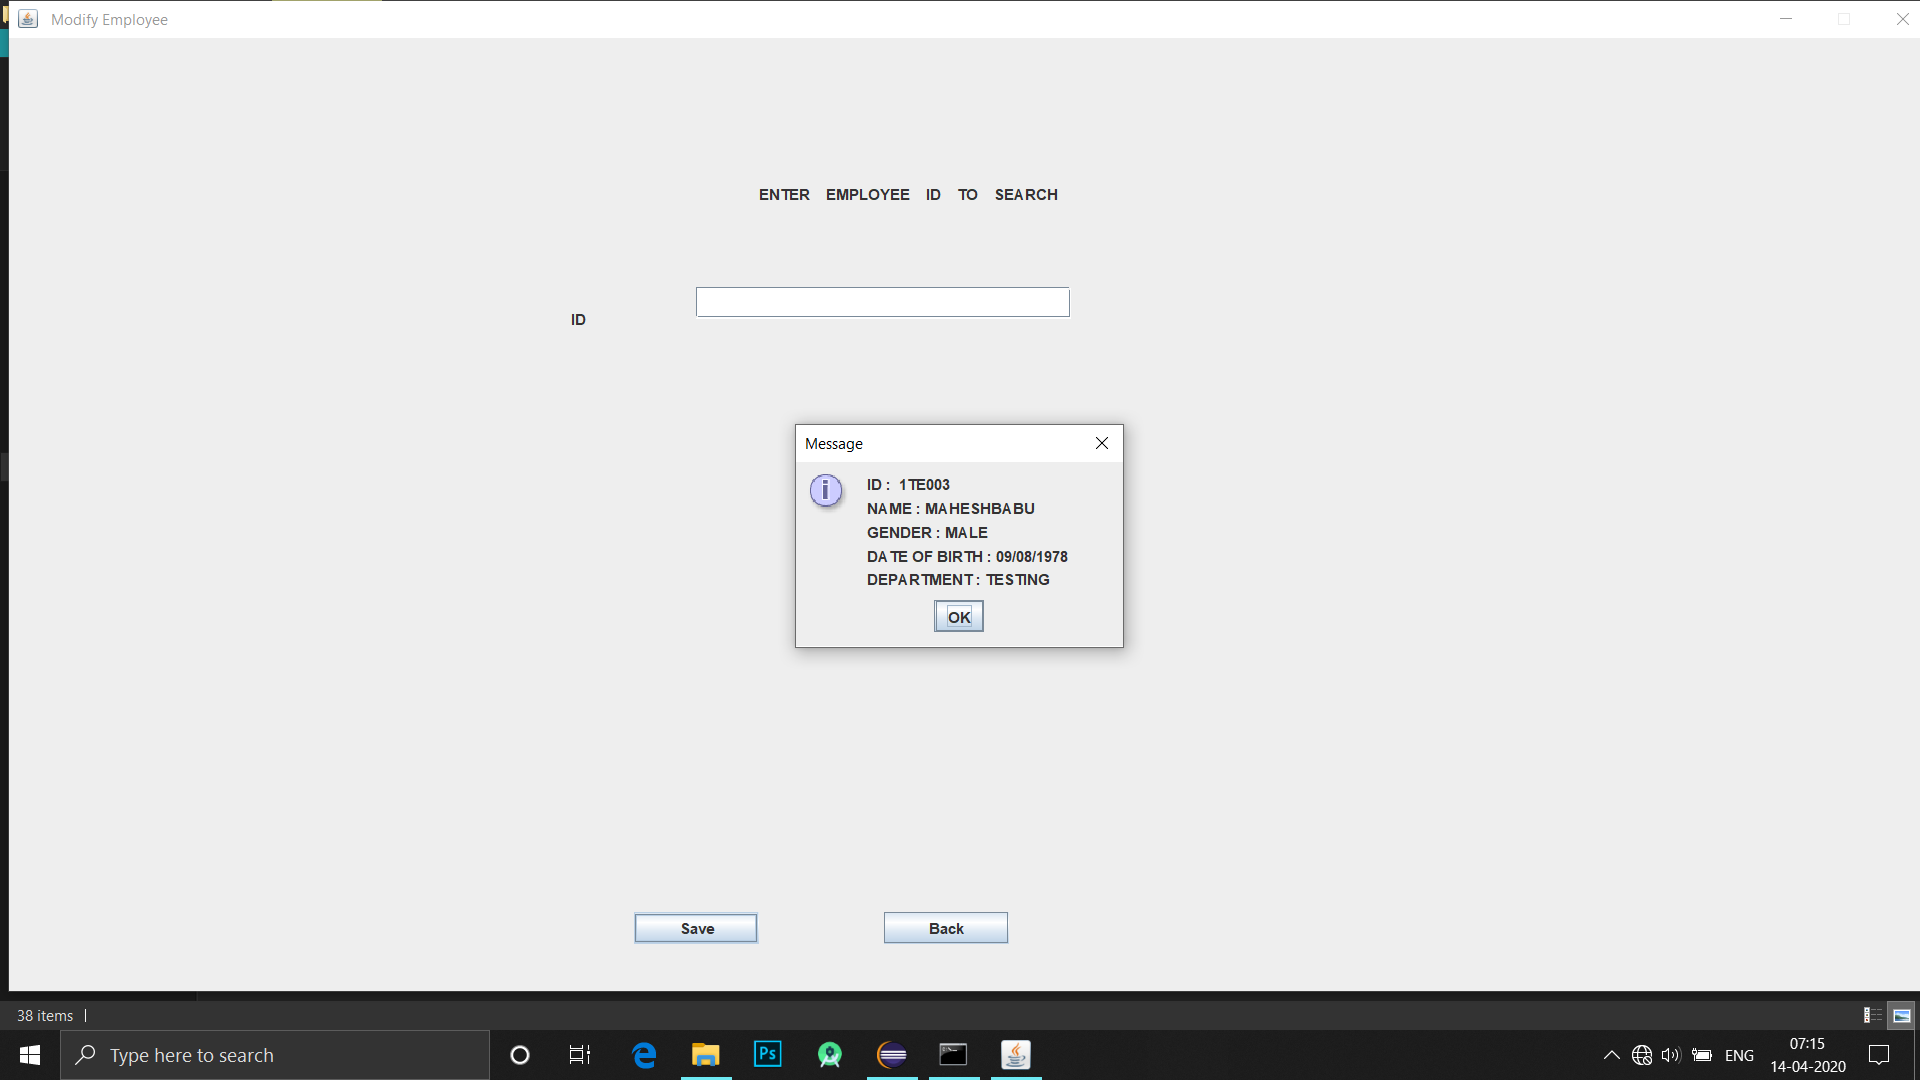 Modify Employee
ENTER EMPLOYEE ID TO SEARCH
ID
Message
i
ID : 1TE003
NAME : MAHESHBABU
GENDER : MALE
DATE OF BIRTH : 09/08/1978
DEPARTMENT : TESTING
OK
Save
Back
38 items
Type here to search
Ps
ENG
07:15
14-04-2020